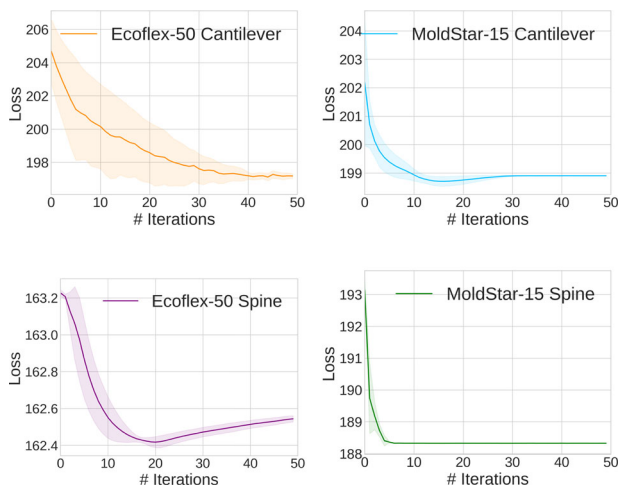 Ecoflex-50 Cantilever
206
204
202
200
198
Loss
0 10 20 30 40 50
# Iterations
MoldStar-15 Cantilever
204
203
202
201
200
199
Loss
0 10 20 30 40 50
# Iterations
Ecoflex-50 Spine
163.2
163.0
162.8
162.6
162.4
Loss
0 10 20 30 40 50
# Iterations
MoldStar-15 Spine
193
192
191
190
189
188
Loss
0 10 20 30 40 50
# Iterations